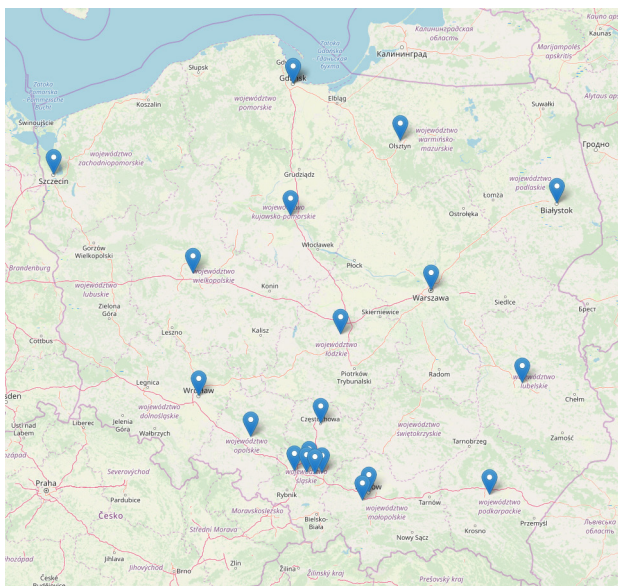 Калининградская
область
Kauno aps
Kaunas
Marijampolės
apskritis
Alytaus aps
Калининград
Słupsk
Gdańsk
Elbląg
Koszalin
Suwałki
Świnoujście
województwo
pomorskie
województwo
zachodniopomorskie
Szczecin
Olsztyn
województwo
warmińsko-
mazurskie
Гродно
Grudziądz
województwo
podlaskie
Łomża
Białystok
Ostrołęka
województwo
kujawsko-pomorskie
Włocławek
Gorzów
Wielkopolski
Płock
Brandenburg
województwo
wielkopolskie
województwo
lubuskie
Konin
Warszawa
Siedlce
Брест
Zielona
Góra
Skierniewice
Leszno
Kalisz
województwo
łódzkie
Cottbus
Piotrków
Trybunalski
Radom
województwo
lubelskie
Legnica
Wrocław
Chełm
województwo
dolnośląskie
Jelenia
Góra
Wałbrzych
Częstochowa
województwo
świętokrzyskie
Zamość
Ústí nad
Labem
Liberec
województwo
opolskie
Tarnobrzeg
Severovýchod
województwo
śląskie
Rybnik
Praha
Pardubice
Česko
Tarnów
województwo
małopolskie
województwo
podkarpackie
Moravskoslezsko
Bielsko-
Biała
Krosno
Przemyśl
Львівська
Střední Morava
Nowy Sącz
Jihlava
Jihovýchod
Brno
Zlín
Žilina
Žilinský kraj
Prešovský kraj
České